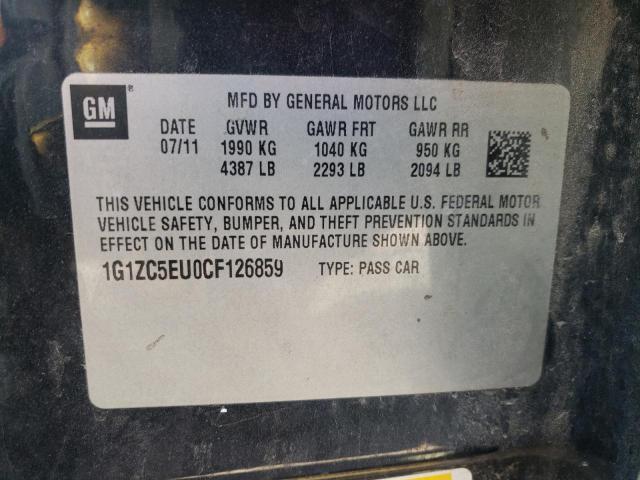 GM
MFD BY GENERAL MOTORS LLC
DATE GVWR GAWR FRT GAWR RR
07/11 1990 KG 1040 KG 950 KG
4387 LB 2293 LB 2094 LB
THIS VEHICLE CONFORMS TO ALL APPLICABLE U.S. FEDERAL MOTOR
VEHICLE SAFETY, BUMPER, AND THEFT PREVENTION STANDARDS IN
EFFECT ON THE DATE OF MANUFACTURE SHOWN ABOVE.
1G1ZC5EU0CF126859 TYPE: PASS CAR